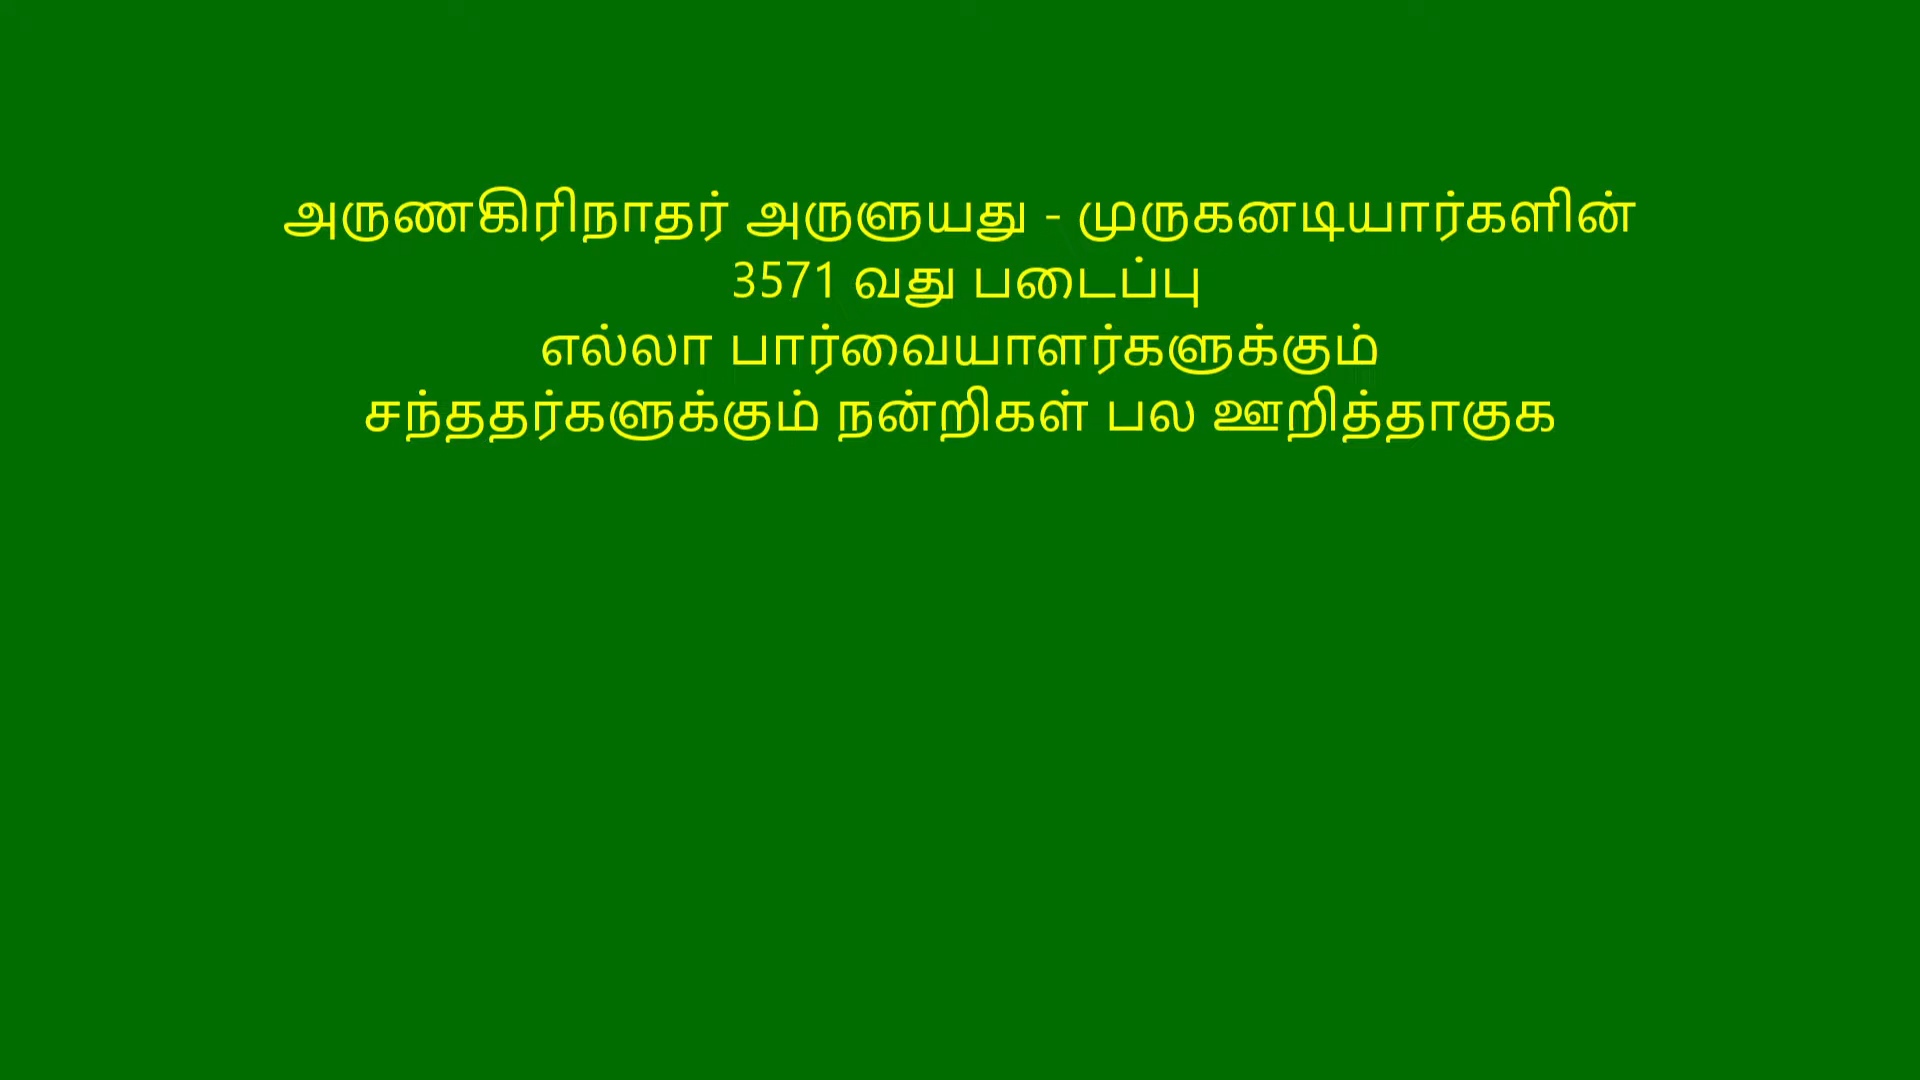 அருணகிரிநாதர் அருளுயது - முருகனடியார்களின்
3571 வது படைப்பு
எல்லா பார்வையாளர்களுக்கும்
சந்ததர்களுக்கும் நன்றிகள் பல ஊறித்தாகுக